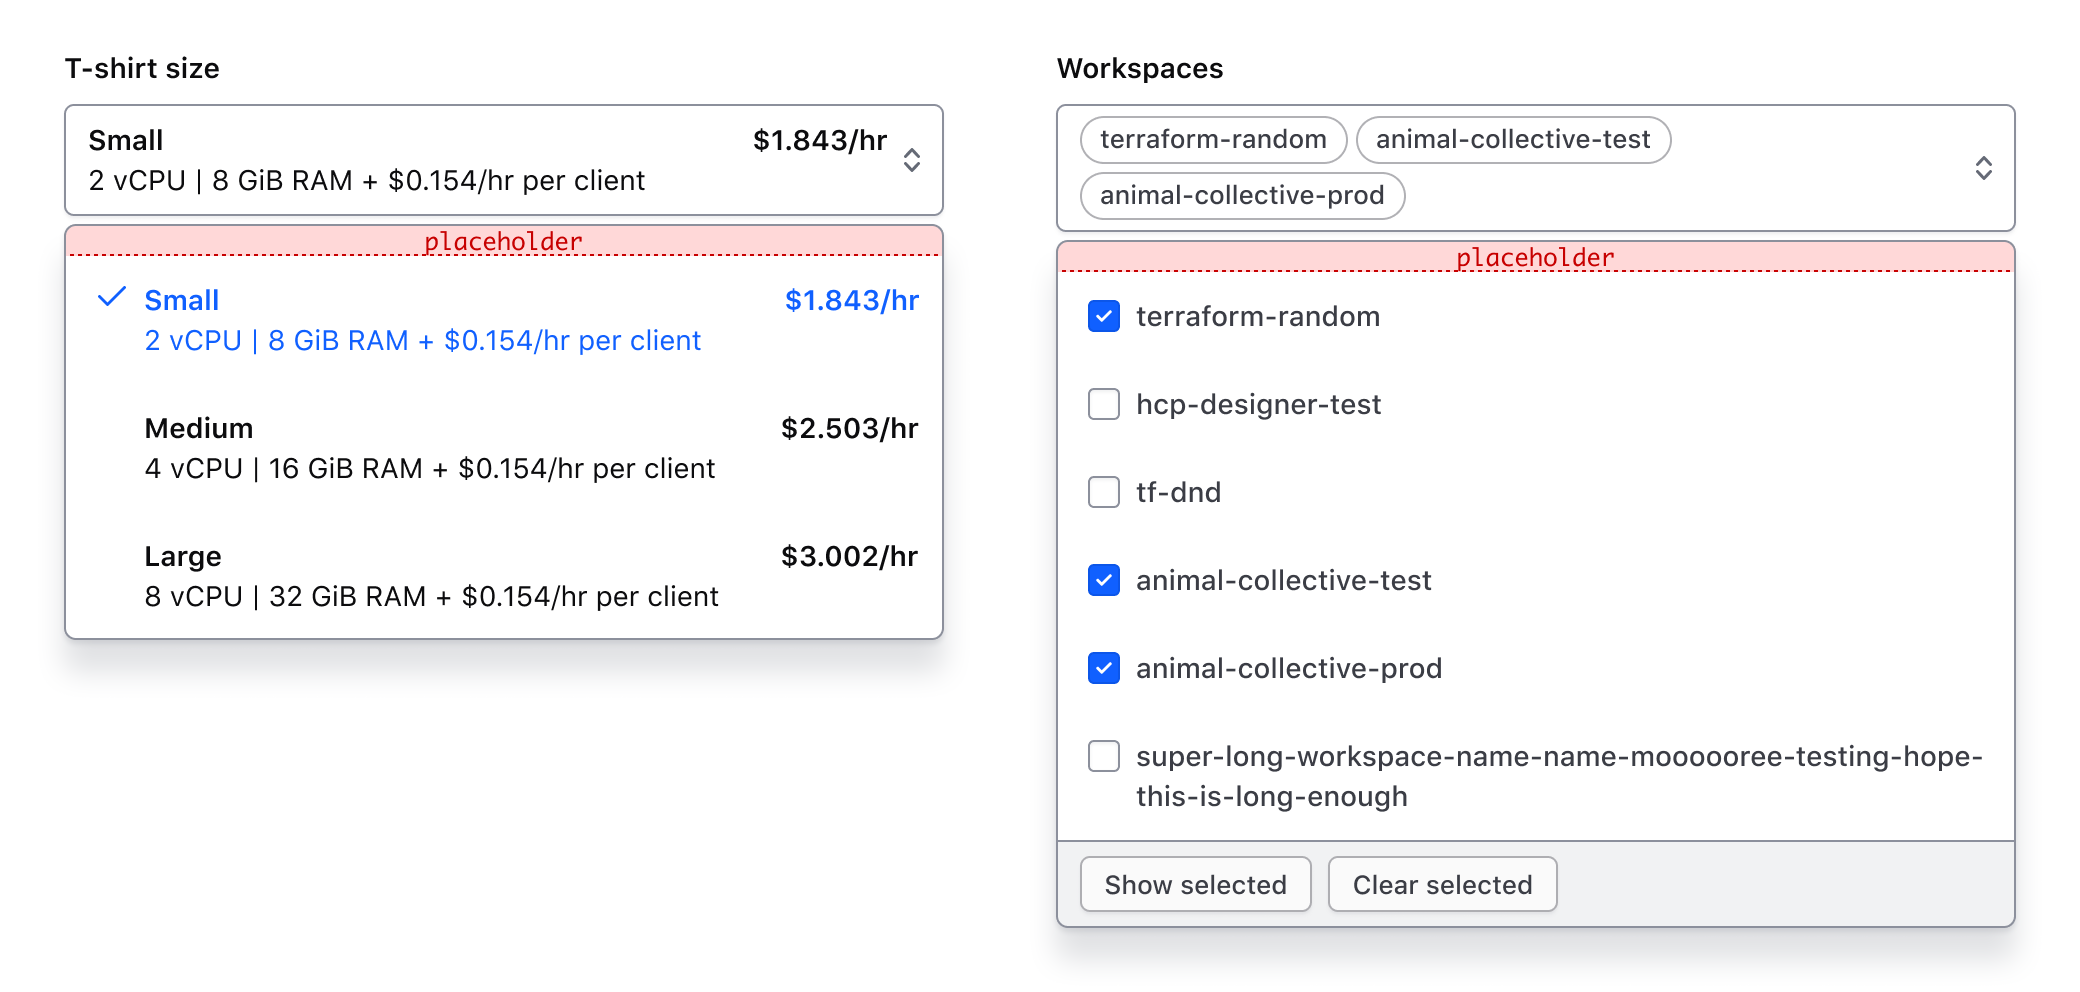 T-shirt size
Small $1.843/hr
2 vCPU | 8 GiB RAM + $0.154/hr per client
placeholder
Small $1.843/hr
2 vCPU | 8 GiB RAM + $0.154/hr per client
Medium $2.503/hr
4 vCPU | 16 GiB RAM + $0.154/hr per client
Large $3.002/hr
8 vCPU | 32 GiB RAM + $0.154/hr per client
Workspaces
terraform-random animal-collective-test
animal-collective-prod
placeholder
terraform-random
hcp-designer-test
tf-dnd
animal-collective-test
animal-collective-prod
super-long-workspace-name-name-moooooree-testing-hope-
this-is-long-enough
Show selected Clear selected